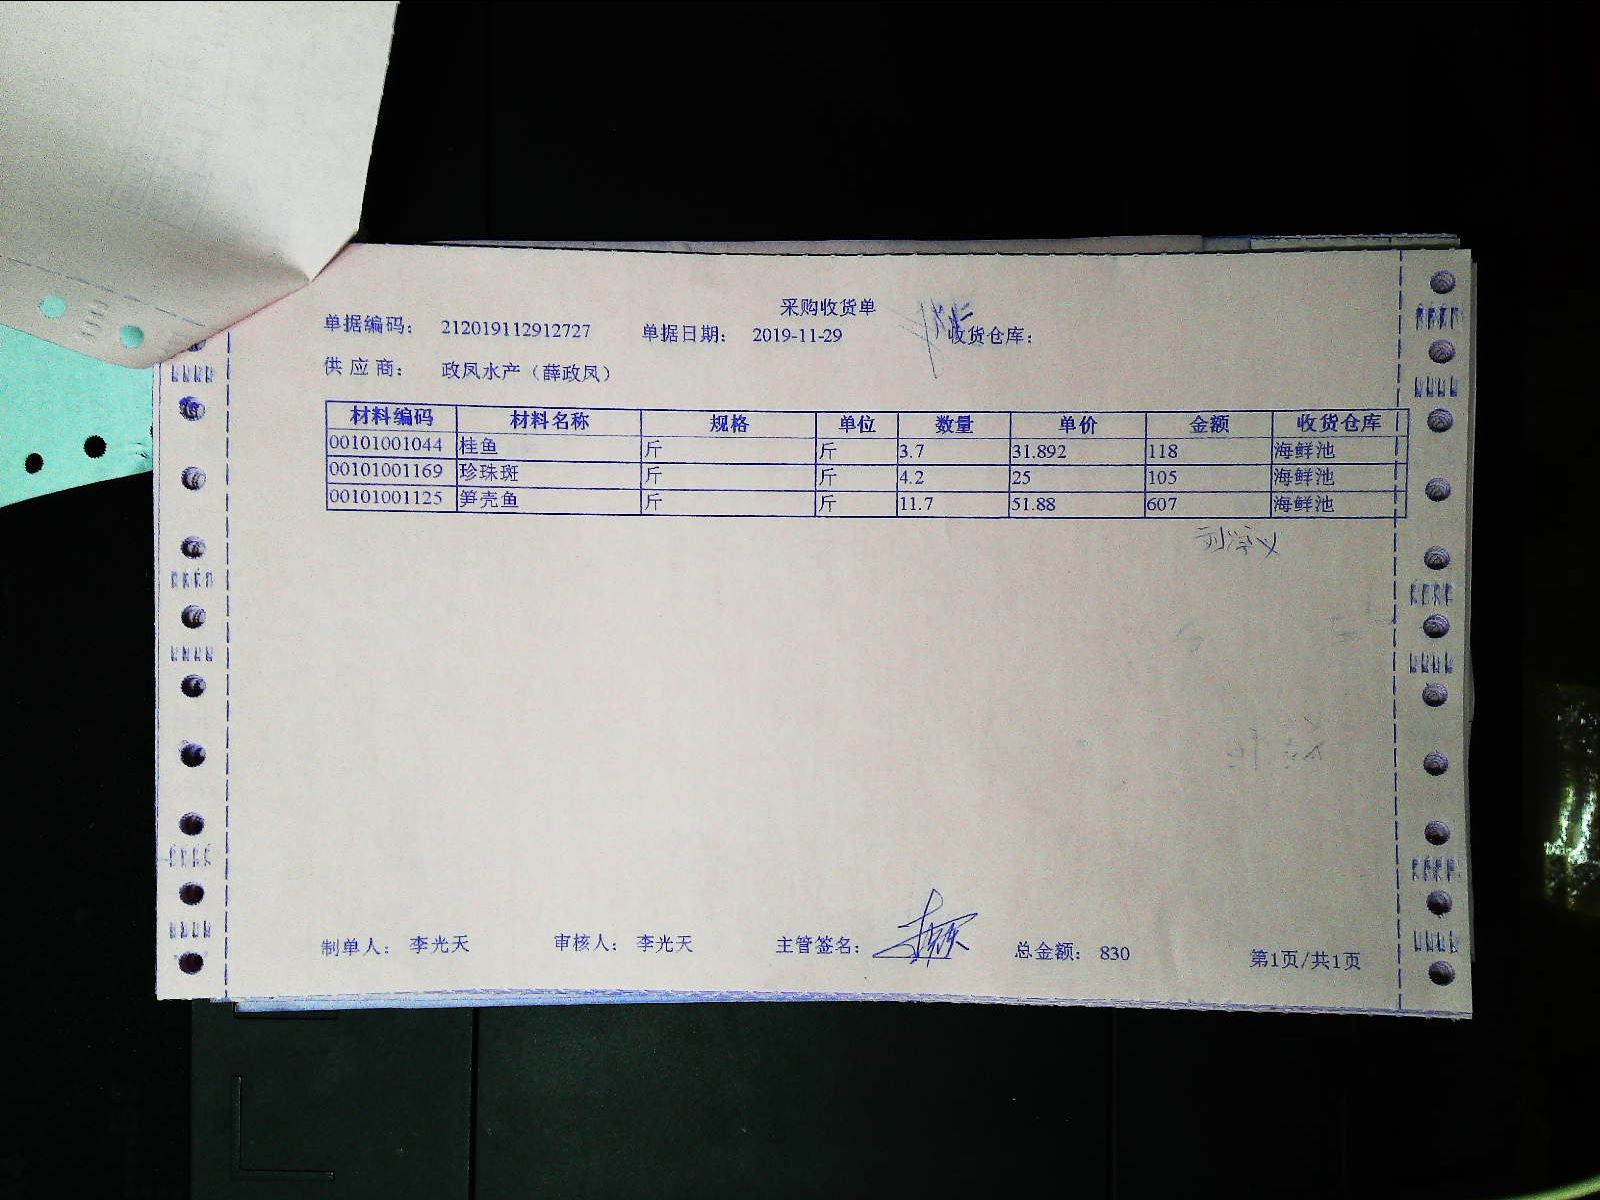 采购收货单
单据编码: 212019112912727 单据日期: 2019-11-29 收货仓库:
供 应 商: 政凤水产（薛政凤）
材料编码 材料名称 规格 单位 数量 单价 金额 收货仓库
00101001044 桂鱼 斤 斤 3.7 31.892 118 海鲜池
00101001169 珍珠斑 斤 斤 4.2 25 105 海鲜池
00101001125 笋壳鱼 斤 斤 11.7 51.88 607 海鲜池
制单人: 李光天 审核人: 李光天 主管签名: 总金额: 830 第1页/共1页